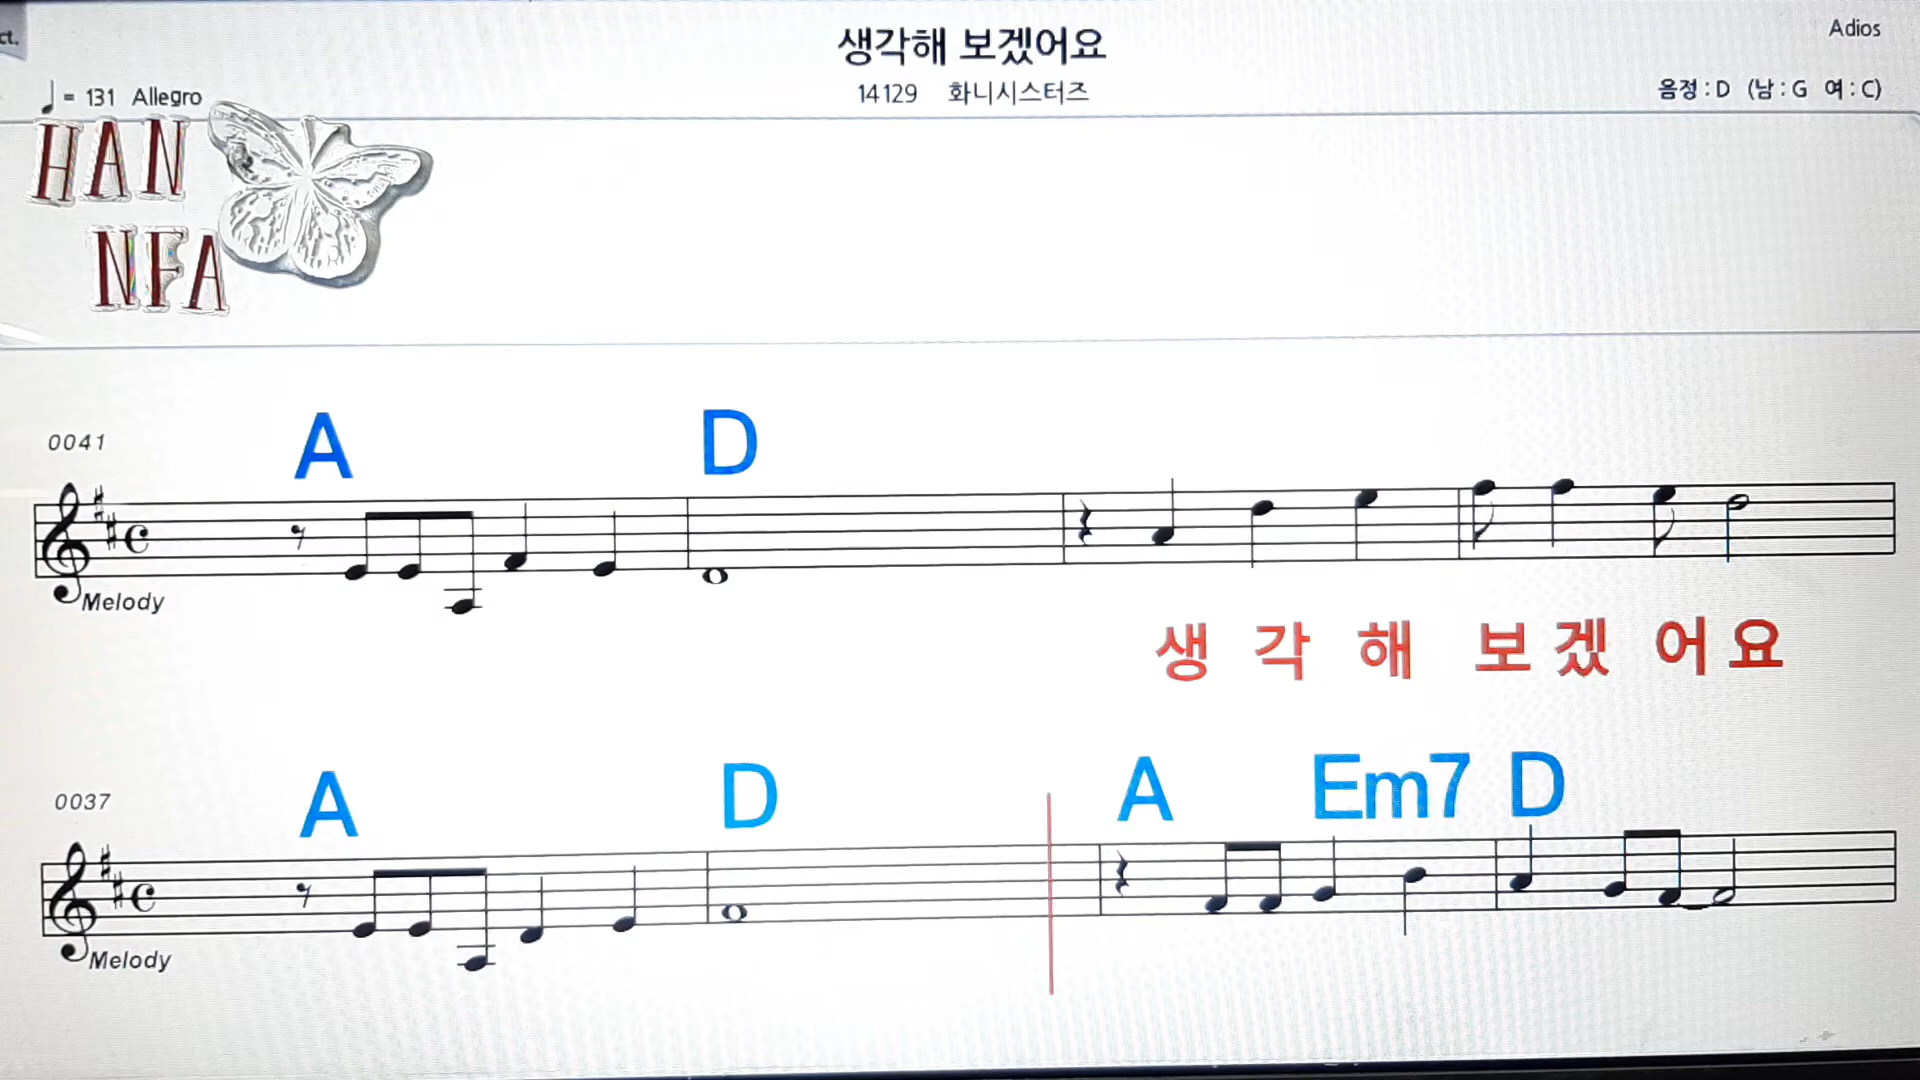 ct.
생각해 보겠어요
Adios
♩= 131 Allegro
14129 화니시스터즈
음정 : D (남 : G 여 : C)
HAN
NFA
0041
A D
Melody
생 각 해 보 겠 어 요
0037
A D A Em7 D
Melody